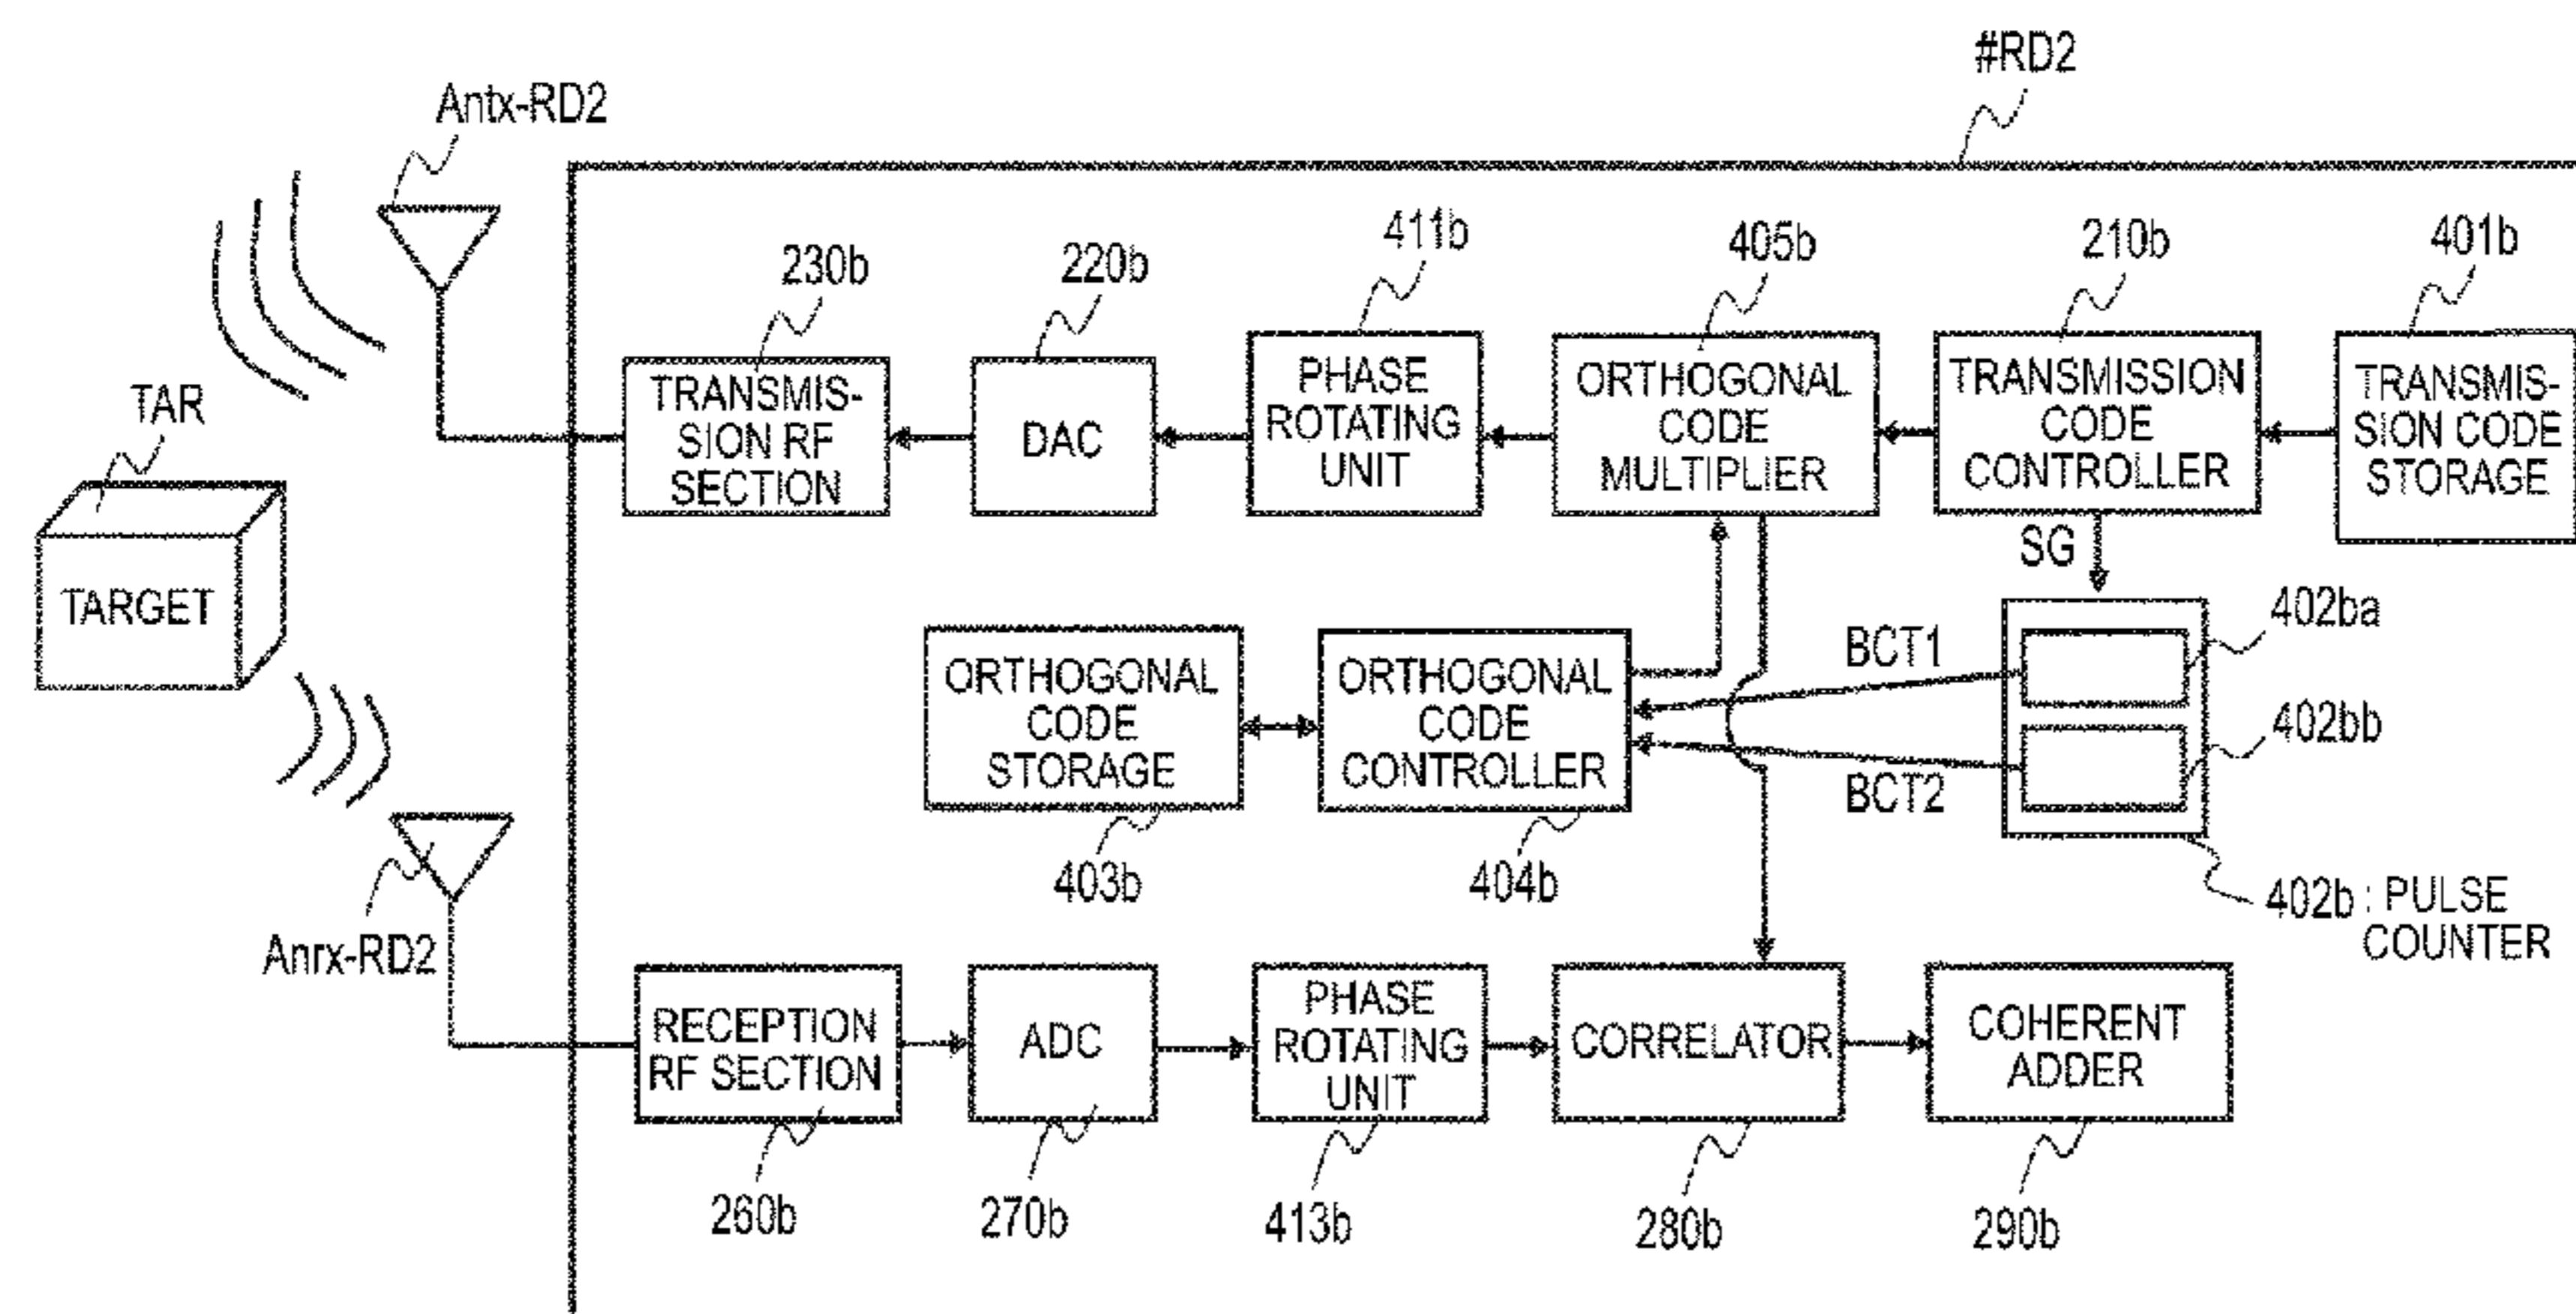 #RD2
Antx-RD2
230b
220b
411b
405b
210b
401b
TRANSMIS-
SION RF
SECTION
DAC
PHASE
ROTATING
UNIT
ORTHOGONAL
CODE
MULTIPLIER
TRANSMISSION
CODE
CONTROLLER
TRANSMIS-
SION CODE
STORAGE
TAR
TARGET
SG
ORTHOGONAL
CODE
STORAGE
ORTHOGONAL
CODE
CONTROLLER
BCT1
BCT2
402ba
402bb
403b
404b
402b : PULSE
COUNTER
Anrx-RD2
RECEPTION
RF SECTION
ADC
PHASE
ROTATING
UNIT
CORRELATOR
COHERENT
ADDER
260b
270b
413b
280b
290b